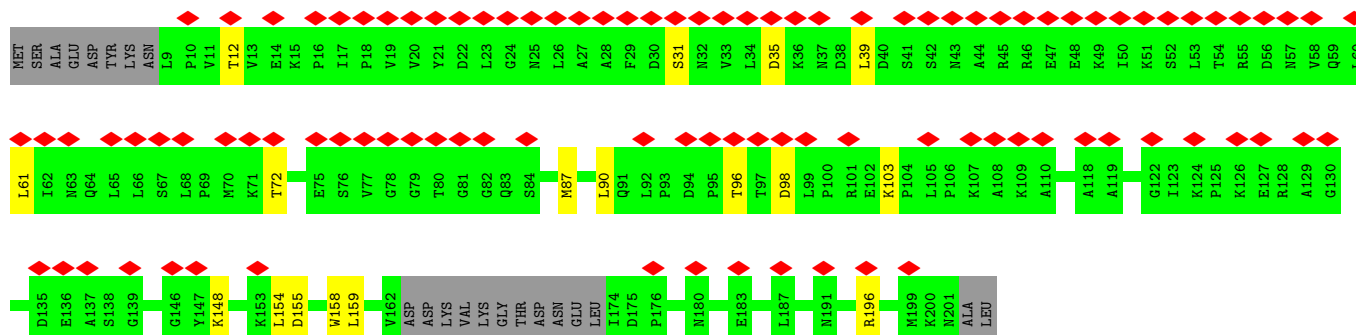 MET SER ALA GLU ASP TYR LYS ASN L9 P10 V11 T12 V13 E14 K15 P16 I17 P18 V19 V20 Y21 D22 L23 G24 N25 L26 A27 A28 F29 D30 S31 N32 V33 L34 D35 K36 N37 D38 L39 D40 S41 S42 N43 A44 R45 R46 E47 E48 K49 I50 K51 S52 L53 T54 R55 D56 N57 V58 Q59 L60
L61 I62 N63 Q64 L65 L66 S67 L68 P69 M70 K71 T72 E75 S76 V77 G78 G79 T80 G81 G82 Q83 S84 M87 L90 Q91 L92 P93 D94 P95 T96 T97 D98 L99 P100 R101 E102 K103 P104 L105 P106 K107 A108 K109 A110 A118 A119 G122 I123 K124 P125 K126 E127 R128 A129 G130
D135 E136 A137 S138 G139 G146 Y147 K148 K153 L154 D155 W158 L159 V162 ASP ASP LYS VAL LYS GLY THR ASP ASN GLU LEU I174 D175 P176 N180 E183 L187 N191 R196 M199 K200 N201 ALA LEU